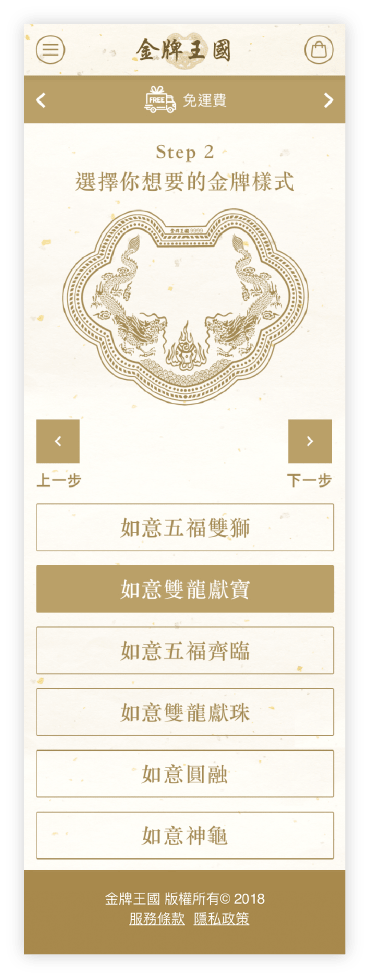 金牌王國
FREE
免運費
Step 2
選擇你想要的金牌樣式
上一步
下一步
如意五福雙獅
如意雙龍獻寶
如意五福齊臨
如意雙龍獻珠
如意圓融
如意神龜
金牌王國 版權所有© 2018
服務條款 隱私政策